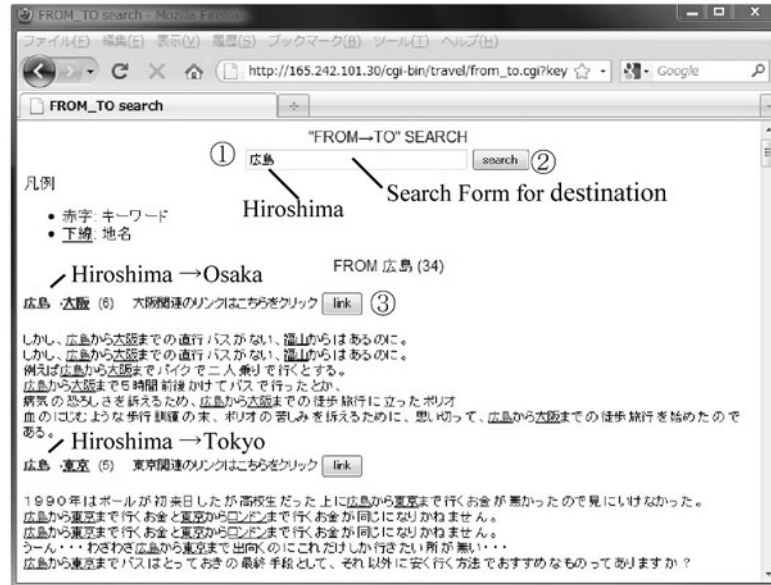 FROM_TO search - Mozilla Firefox
ファイル(F) 編集(E) 表示(V) 履歴(S) ブックマーク(B) ツール(T) ヘルプ(H)
http://165.242.101.30/cgi-bin/travel/from_to.cgi?key
Google
FROM_TO search
"FROM→TO" SEARCH
① 広島 search ②
凡例
Hiroshima
Search Form for destination
• 赤字: キーワード
• 下線: 地名
FROM 広島 (34)
Hiroshima →Osaka
広島 大阪 (6) 大阪関連のリンクはこちらをクリック link ③
しかし、広島から大阪までの直行バスがない、福山からはあるのに。
しかし、広島から大阪までの直行バスがない、福山からはあるのに。
例えば広島から大阪までバイクで二人乗りで行くとする。
広島から大阪まで5時間前後かけてバスで行ったとか、
病気の恐ろしさを訴えるため、広島から大阪までの徒歩旅行に立ったポリオ
血のにじむような歩行訓練の末、ポリオの苦しみを訴えるために、思い切って、広島から大阪までの徒歩旅行を始めたので
ある。
Hiroshima →Tokyo
広島 東京 (5) 東京関連のリンクはこちらをクリック link
1990年はポールが初来日したが高校生だった上に広島から東京まで行くお金が無かったので見にいけなかった。
広島から東京まで行くお金と東京からロンドンまで行くお金が同じになりかねません。
広島から東京まで行くお金と東京からロンドンまで行くお金が同じになりかねません。
うーん・・・わざわざ広島から東京まで出向くのにこれだけしか行きたい所が無い・・・
広島から東京までバスはとっておきの最終手段として、それ以外に安く行く方法でおすすめなものってありますか？